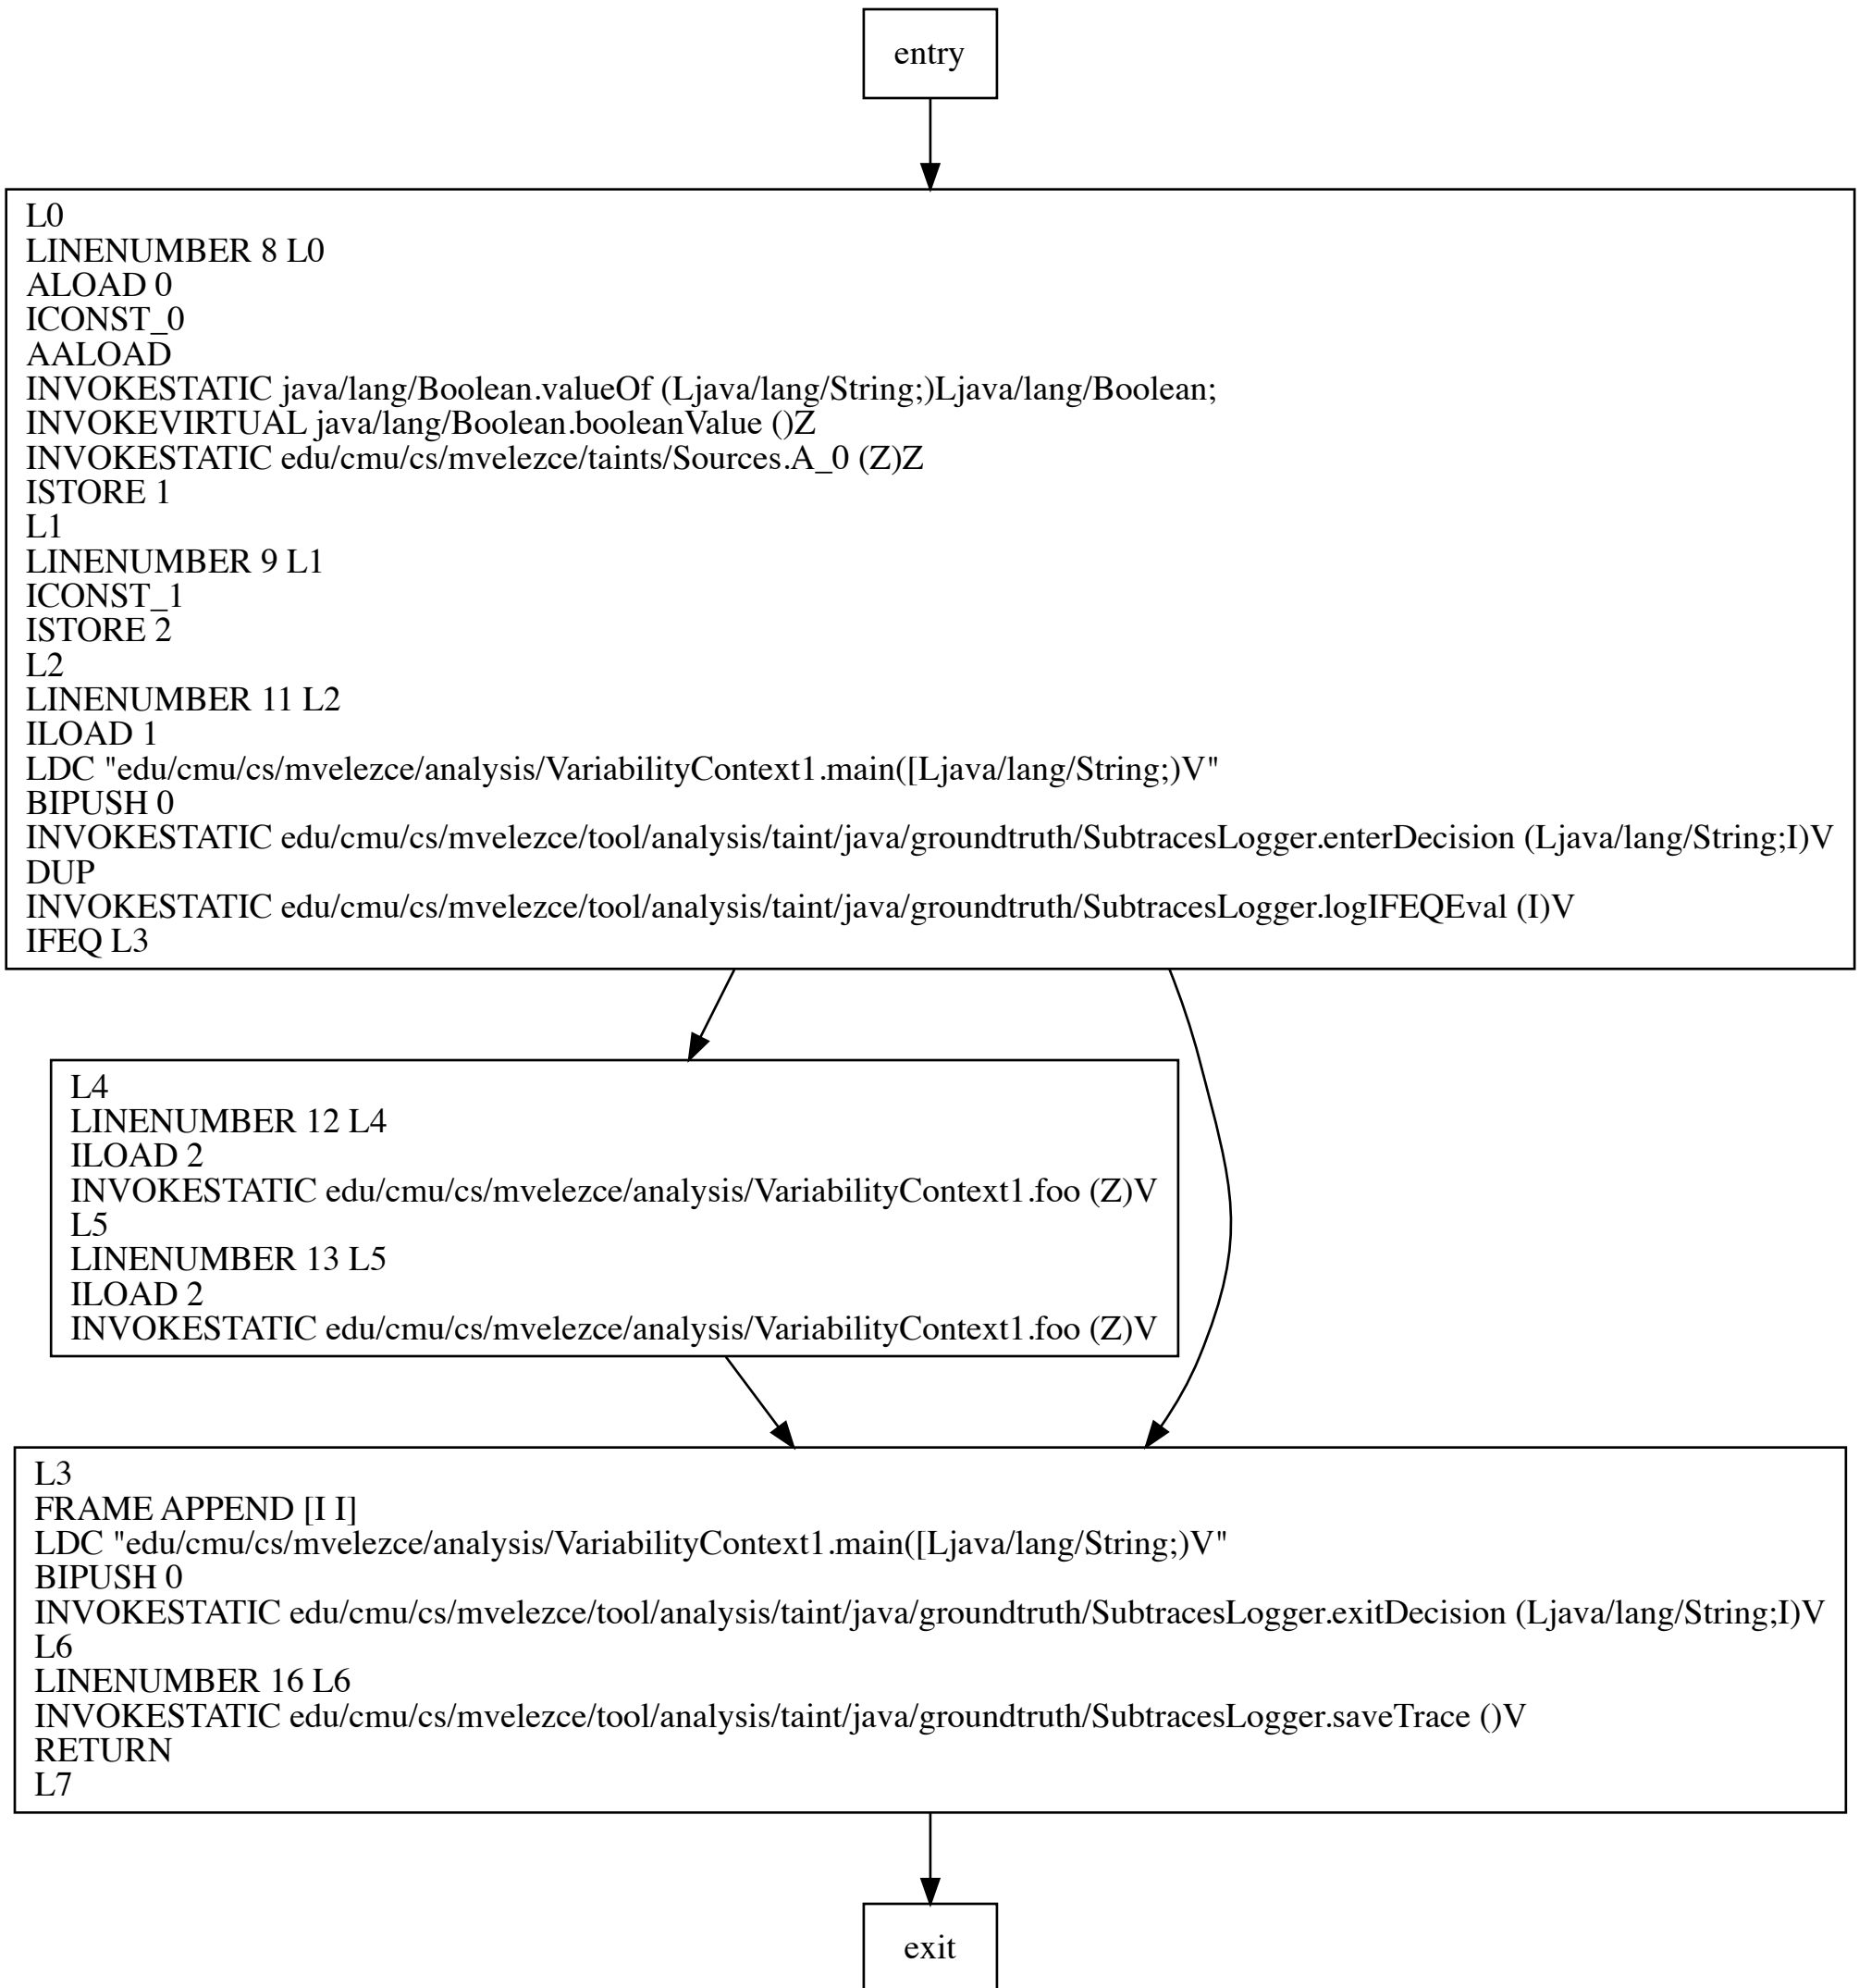 entry
L0
LINENUMBER 8 L0
ALOAD 0
ICONST_0
AALOAD
INVOKESTATIC java/lang/Boolean.valueOf (Ljava/lang/String;)Ljava/lang/Boolean;
INVOKEVIRTUAL java/lang/Boolean.booleanValue ()Z
INVOKESTATIC edu/cmu/cs/mvelezce/taints/Sources.A_0 (Z)Z
ISTORE 1
L1
LINENUMBER 9 L1
ICONST_1
ISTORE 2
L2
LINENUMBER 11 L2
ILOAD 1
LDC "edu/cmu/cs/mvelezce/analysis/VariabilityContext1.main([Ljava/lang/String;)V"
BIPUSH 0
INVOKESTATIC edu/cmu/cs/mvelezce/tool/analysis/taint/java/groundtruth/SubtracesLogger.enterDecision (Ljava/lang/String;I)V
DUP
INVOKESTATIC edu/cmu/cs/mvelezce/tool/analysis/taint/java/groundtruth/SubtracesLogger.logIFEQEval (I)V
IFEQ L3
L4
LINENUMBER 12 L4
ILOAD 2
INVOKESTATIC edu/cmu/cs/mvelezce/analysis/VariabilityContext1.foo (Z)V
L5
LINENUMBER 13 L5
ILOAD 2
INVOKESTATIC edu/cmu/cs/mvelezce/analysis/VariabilityContext1.foo (Z)V
L3
FRAME APPEND [I I]
LDC "edu/cmu/cs/mvelezce/analysis/VariabilityContext1.main([Ljava/lang/String;)V"
BIPUSH 0
INVOKESTATIC edu/cmu/cs/mvelezce/tool/analysis/taint/java/groundtruth/SubtracesLogger.exitDecision (Ljava/lang/String;I)V
L6
LINENUMBER 16 L6
INVOKESTATIC edu/cmu/cs/mvelezce/tool/analysis/taint/java/groundtruth/SubtracesLogger.saveTrace ()V
RETURN
L7
exit